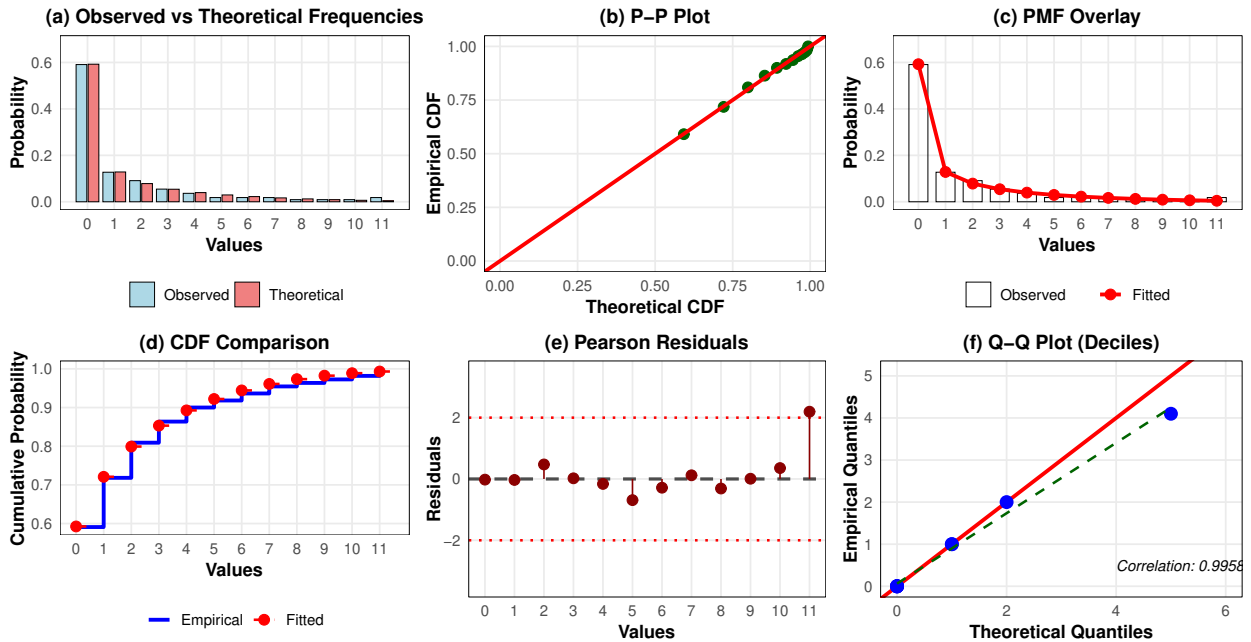 (a) Observed vs Theoretical Frequencies
Probability
0.6
0.4
0.2
0.0
0 1 2 3 4 5 6 7 8 9 10 11
Values
Observed Theoretical
(b) P−P Plot
Empirical CDF
1.00
0.75
0.50
0.25
0.00
0.00 0.25 0.50 0.75 1.00
Theoretical CDF
(c) PMF Overlay
Probability
0.6
0.4
0.2
0.0
0 1 2 3 4 5 6 7 8 9 10 11
Values
Observed Fitted
(d) CDF Comparison
Cumulative Probability
1.0
0.9
0.8
0.7
0.6
0 1 2 3 4 5 6 7 8 9 10 11
Values
Empirical Fitted
(e) Pearson Residuals
Residuals
2
0
−2
0 1 2 3 4 5 6 7 8 9 10 11
Values
(f) Q−Q Plot (Deciles)
Empirical Quantiles
5
4
3
2
1
0
Correlation: 0.9958
0 2 4 6
Theoretical Quantiles